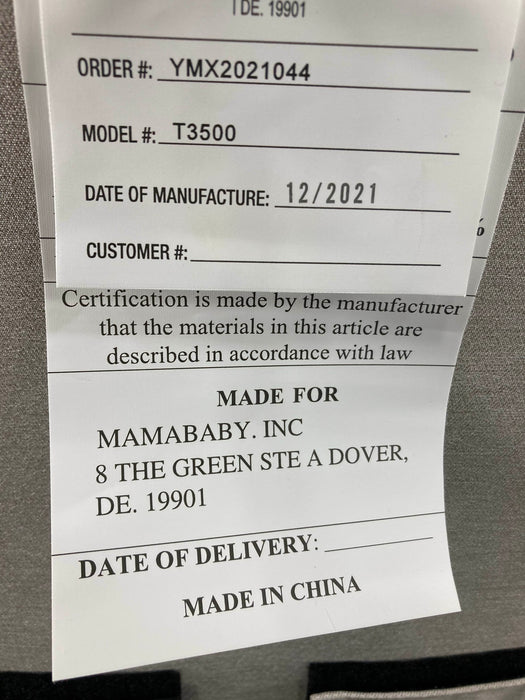 DE. 19901
ORDER #: YMX2021044
MODEL #: T3500
DATE OF MANUFACTURE: 12/2021
CUSTOMER #:
%
Certification is made by the manufacturer
that the materials in this article are
described in accordance with law
MADE FOR
MAMABABY. INC
8 THE GREEN STE A DOVER,
DE. 19901
DATE OF DELIVERY:
MADE IN CHINA